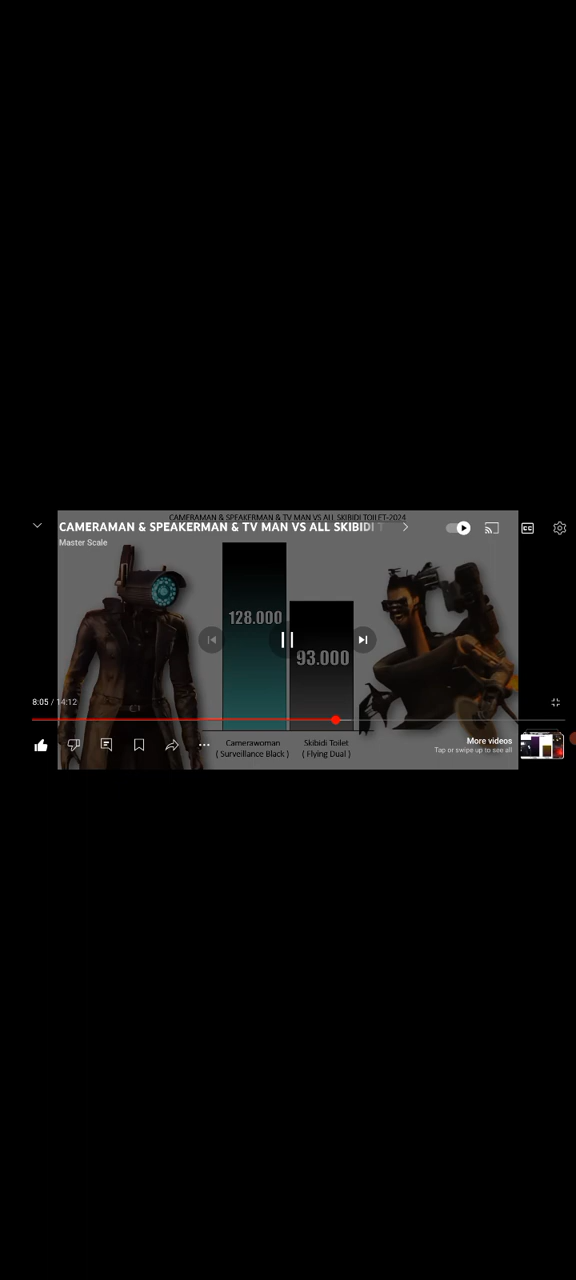 CAMERAMAN & SPEAKERMAN & TV MAN VS ALL SKIBIDI TOILET-2024
CAMERAMAN & SPEAKERMAN & TV MAN VS ALL SKIBIDI T
Master Scale
CC
128.000
93.000
8:05 / 14:12
Camerawoman
( Surveillance Black )
Skibidi Toilet
( Flying Dual )
More videos
Tap or swipe up to see all